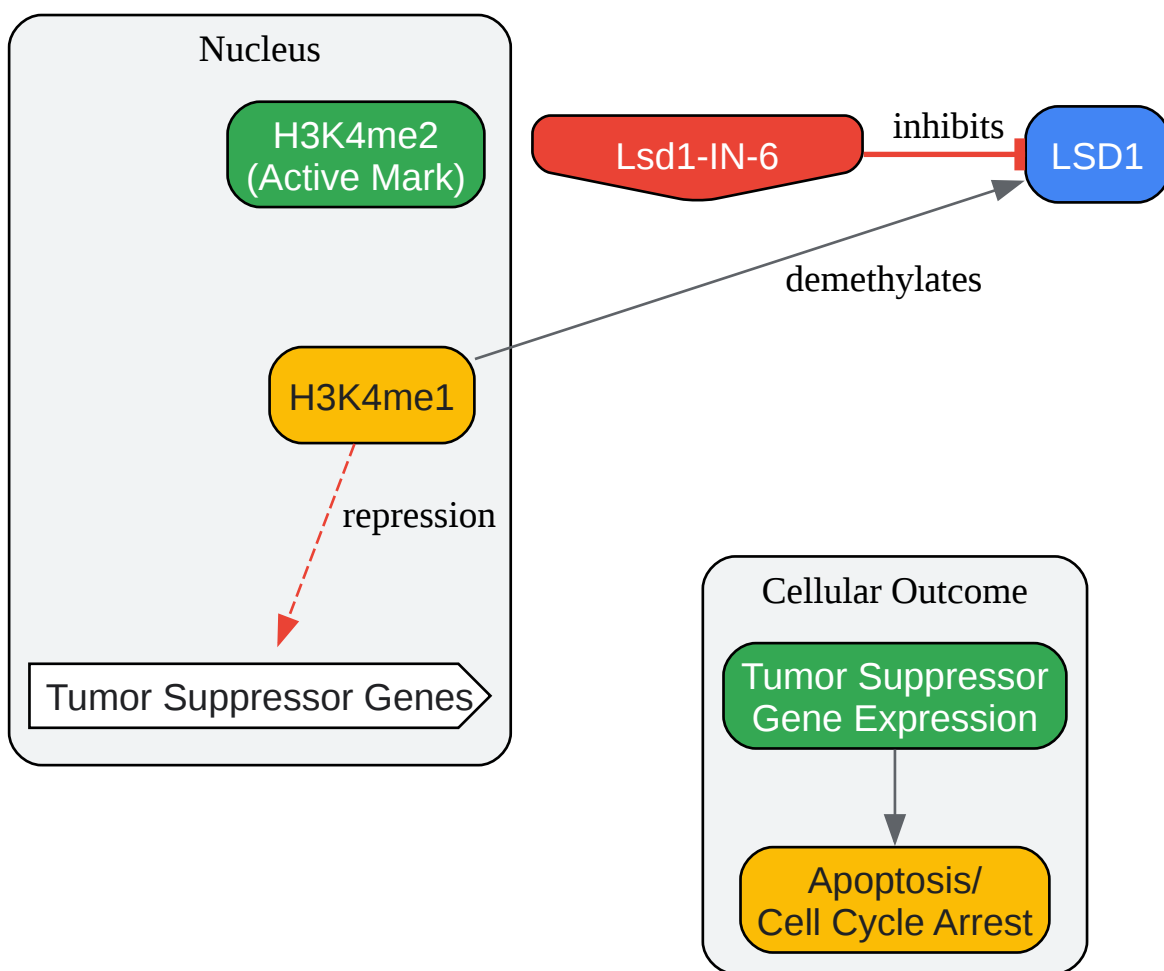 Nucleus
H3K4me2
(Active Mark)
Lsd1-IN-6
inhibits
LSD1
demethylates
H3K4me1
repression
Tumor Suppressor Genes
Cellular Outcome
Tumor Suppressor
Gene Expression
Apoptosis/
Cell Cycle Arrest